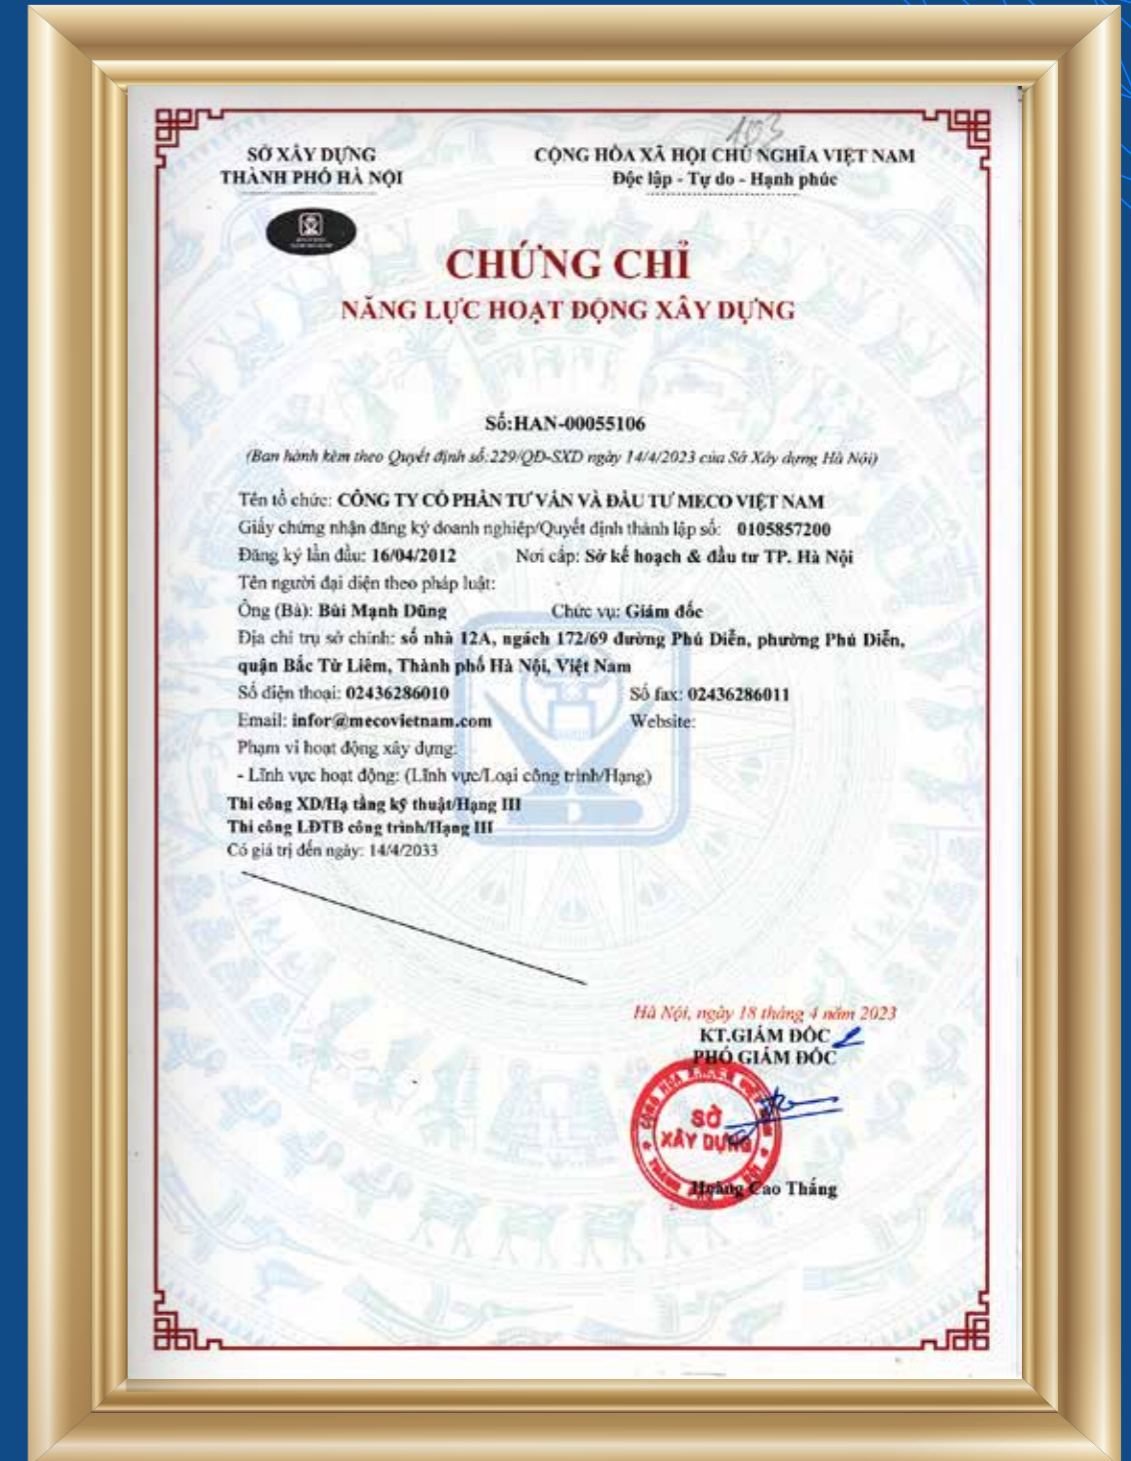 103
SỞ XÂY DỰNG
THÀNH PHỐ HÀ NỘI
CỘNG HÒA XÃ HỘI CHỦ NGHĨA VIỆT NAM
Độc lập - Tự do - Hạnh phúc
CHỨNG CHỈ
NĂNG LỰC HOẠT ĐỘNG XÂY DỰNG
Số:HAN-00055106
(Ban hành kèm theo Quyết định số:229/QĐ-SXD ngày 14/4/2023 của Sở Xây dựng Hà Nội)
Tên tổ chức: CÔNG TY CỔ PHẦN TƯ VẤN VÀ ĐẦU TƯ MECO VIỆT NAM
Giấy chứng nhận đăng ký doanh nghiệp/Quyết định thành lập số: 0105857200
Đăng ký lần đầu: 16/04/2012 Nơi cấp: Sở kế hoạch & đầu tư TP. Hà Nội
Tên người đại diện theo pháp luật:
Ông (Bà): Bùi Mạnh Dũng Chức vụ: Giám đốc
Địa chỉ trụ sở chính: số nhà 12A, ngách 172/69 đường Phú Diễn, phường Phú Diễn,
quận Bắc Từ Liêm, Thành phố Hà Nội, Việt Nam
Số điện thoại: 02436286010 Số fax: 02436286011
Email: infor@mecovietnam.com Website:
Phạm vi hoạt động xây dựng:
- Lĩnh vực hoạt động: (Lĩnh vực/Loại công trình/Hạng)
Thi công XD/Hạ tầng kỹ thuật/Hạng III
Thi công LĐTB công trình/Hạng III
Có giá trị đến ngày: 14/4/2033
Hà Nội, ngày 18 tháng 4 năm 2023
KT.GIÁM ĐỐC
PHÓ GIÁM ĐỐC
SỞ
XÂY DỰNG
Hoàng Cao Thắng